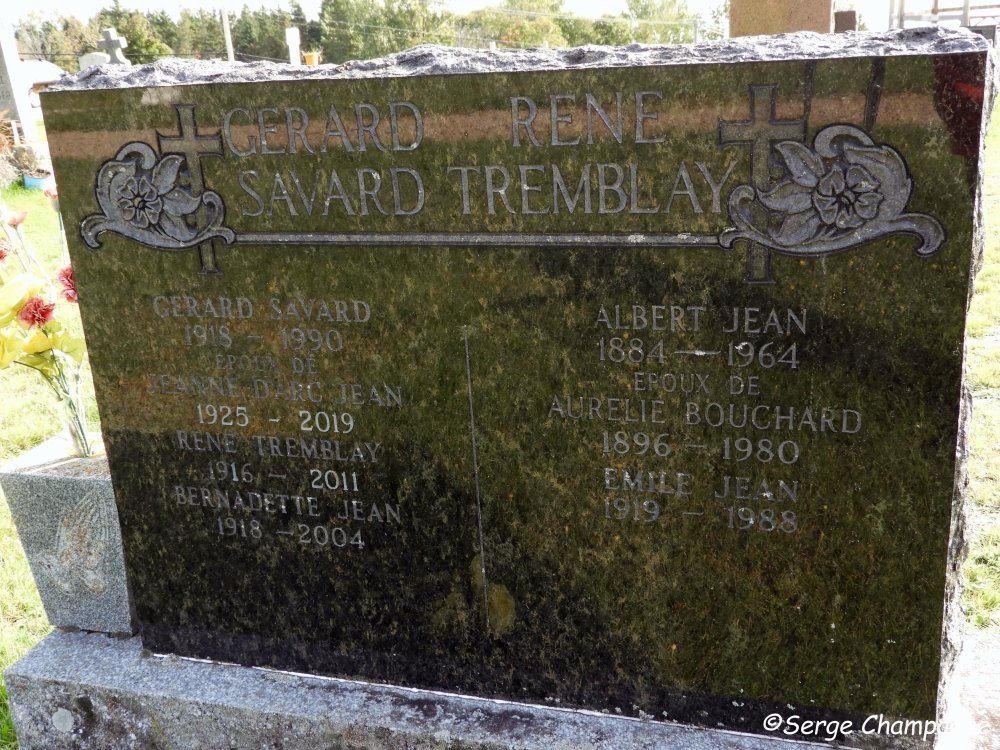 GERARD RENE
SAVARD TREMBLAY
GERARD SAVARD
1918 - 1990
EPOUX DE
JEANNE-D'ARC JEAN
1925 - 2019
RENE TREMBLAY
1916 - 2011
BERNADETTE JEAN
1918 - 2004
ALBERT JEAN
1884 - 1964
EPOUX DE
AURELIE BOUCHARD
1896 - 1980
EMILE JEAN
1919 - 1988
©Serge Champagne